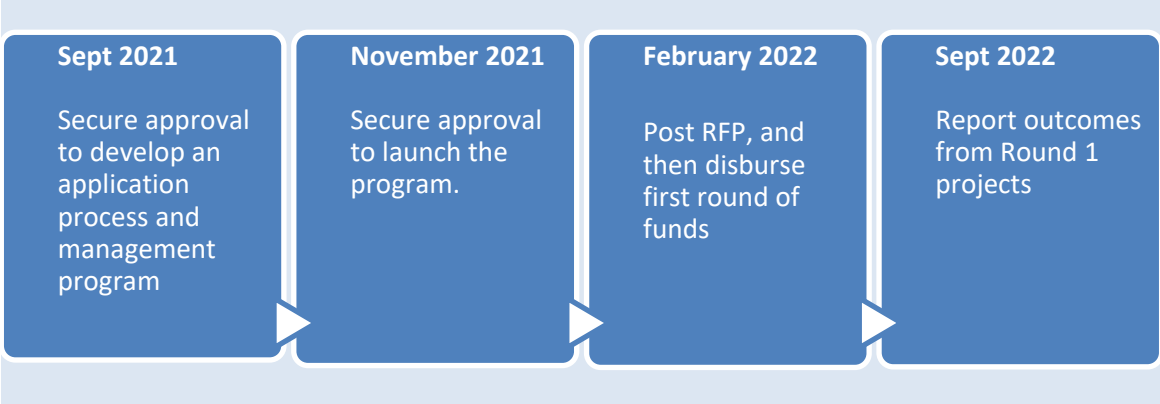 Sept 2021
Secure approval
to develop an
application
process and
management
program
November 2021
Secure approval
to launch the
program.
February 2022
Post RFP, and
then disburse
first round of
funds
Sept 2022
Report outcomes
from Round 1
projects